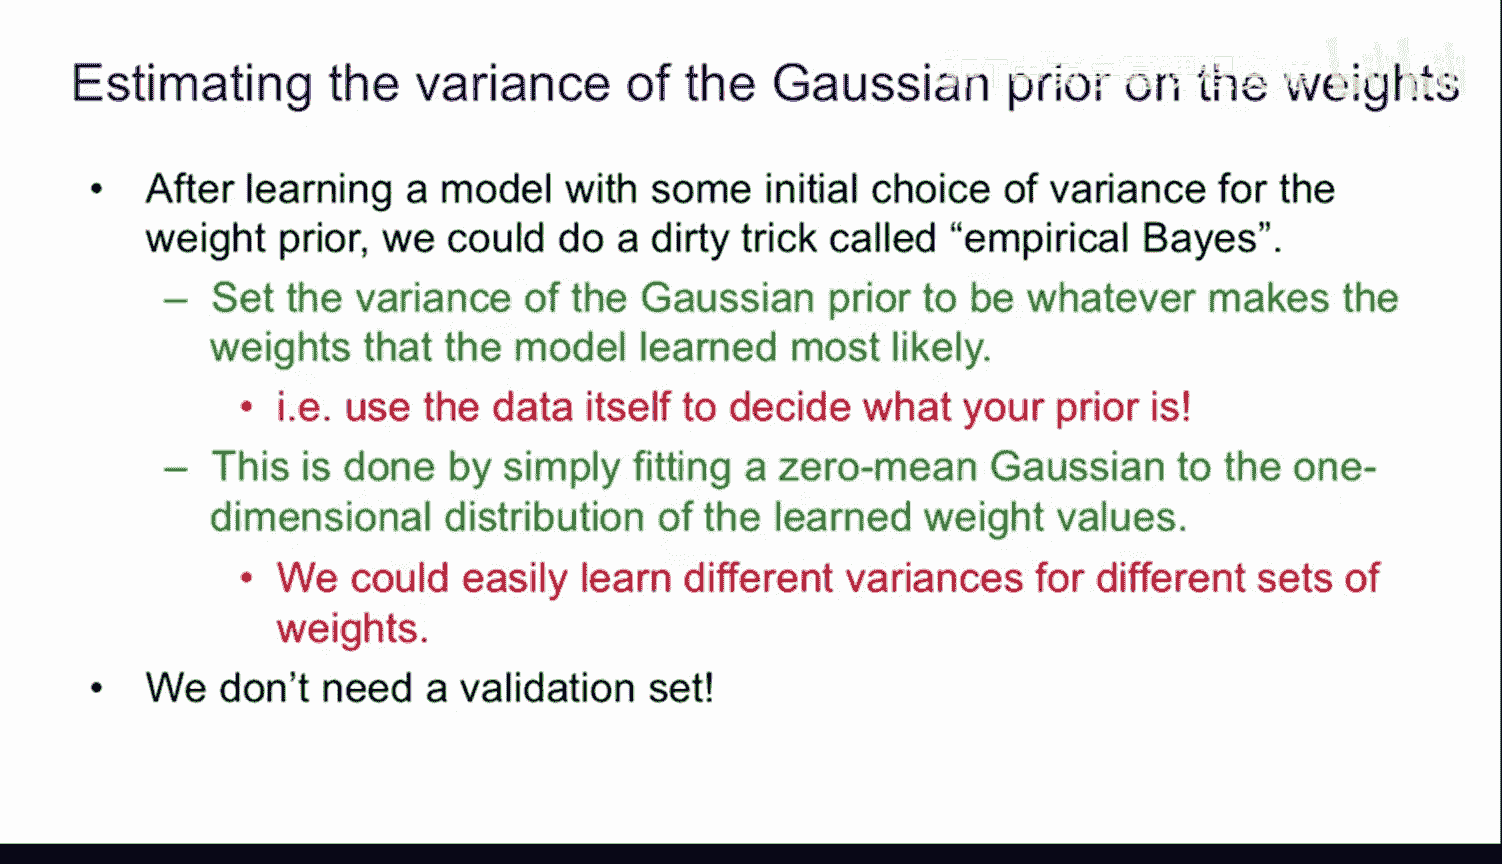 Estimating the variance of the Gaussian prior on the weights
• After learning a model with some initial choice of variance for the
weight prior, we could do a dirty trick called “empirical Bayes”.
– Set the variance of the Gaussian prior to be whatever makes the
weights that the model learned most likely.
• i.e. use the data itself to decide what your prior is!
– This is done by simply fitting a zero-mean Gaussian to the one-
dimensional distribution of the learned weight values.
• We could easily learn different variances for different sets of
weights.
• We don’t need a validation set!